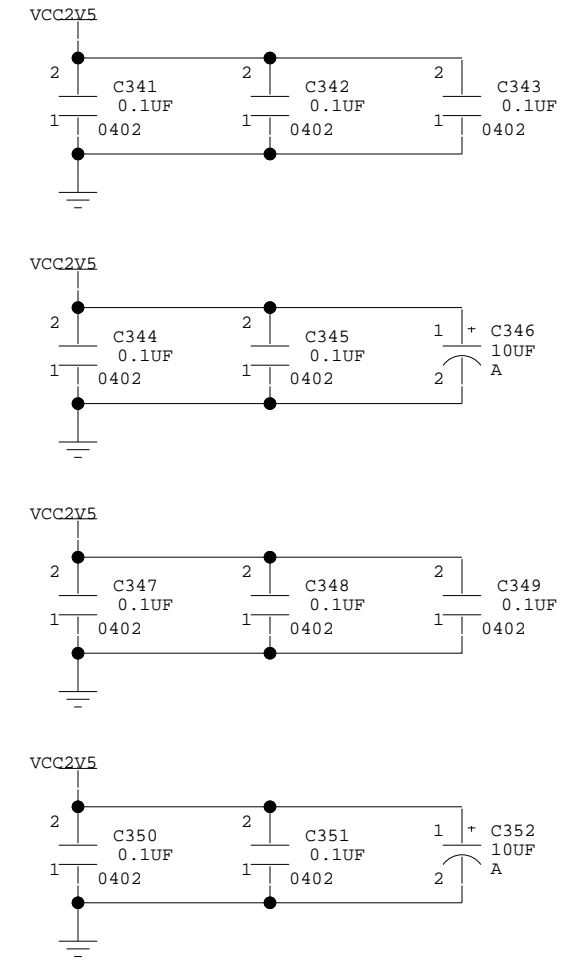 VCC2V5
2 C341 2 C342 2 C343
0.1UF 0.1UF 0.1UF
1 0402 1 0402 1 0402
VCC2V5
2 C344 2 C345 1 + C346
0.1UF 0.1UF 10UF
1 0402 1 0402 2 A
VCC2V5
2 C347 2 C348 2 C349
0.1UF 0.1UF 0.1UF
1 0402 1 0402 1 0402
VCC2V5
2 C350 2 C351 1 + C352
0.1UF 0.1UF 10UF
1 0402 1 0402 2 A